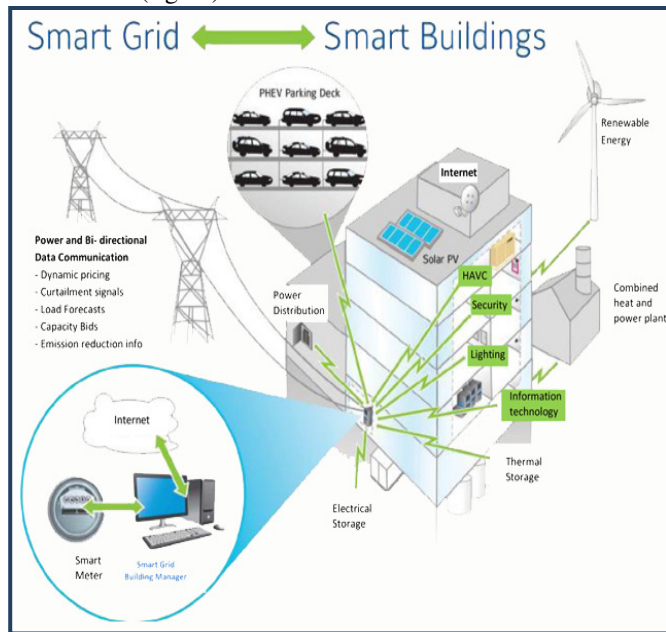 Smart Grid Smart Buildings
PHEV Parking Deck
Renewable
Energy
Internet
Power and Bi- directional
Data Communication
- Dynamic pricing
- Curtailment signals
- Load Forecasts
- Capacity Bids
- Emission reduction info
Solar PV
HAVC
Power
Distribution
Security
Combined
heat and
power plant
Lighting
Information
technology
Internet
Thermal
Storage
Electrical
Storage
Smart
Meter
Smart Grid
Building Manager